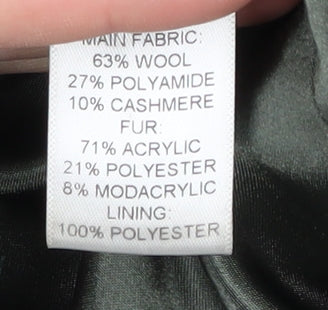 MAIN FABRIC:
63% WOOL
27% POLYAMIDE
10% CASHMERE
FUR:
71% ACRYLIC
21% POLYESTER
8% MODACRYLIC
LINING:
100% POLYESTER